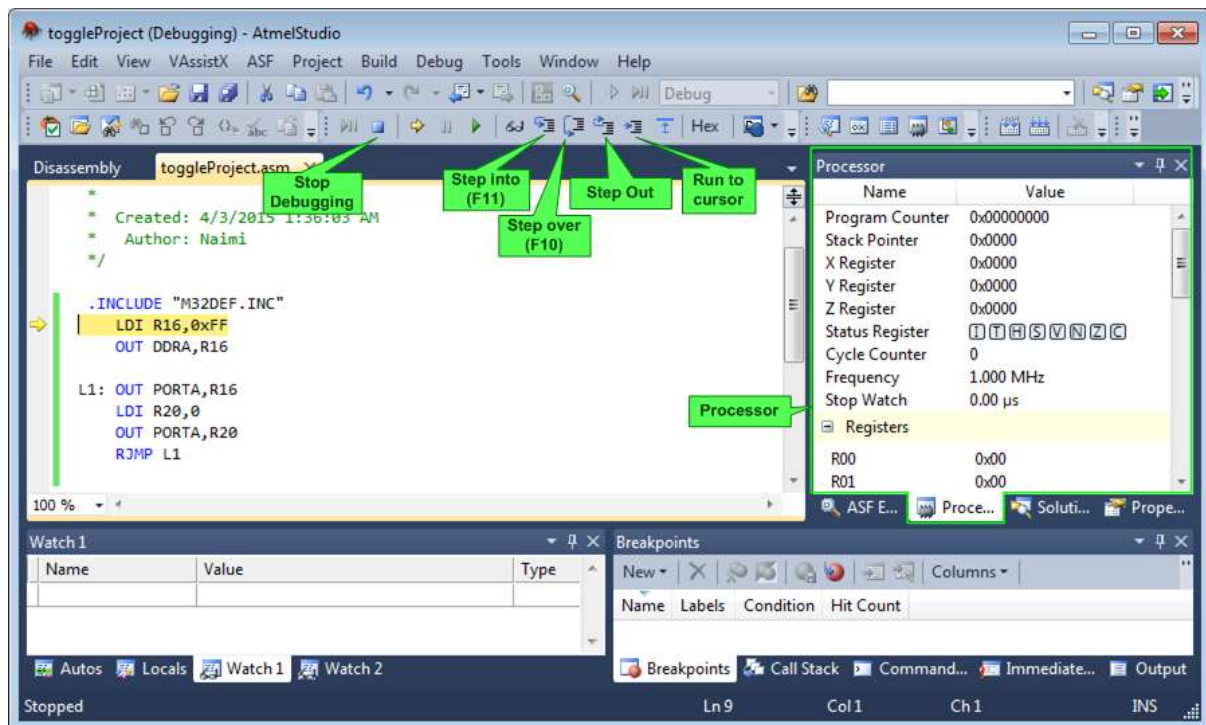 toggleProject (Debugging) - AtmelStudio
File Edit View VAssistX ASF Project Build Debug Tools Window Help
Debug
Hex
Disassembly toggleProject.asm
Stop Debugging
Step into (F11)
Step over (F10)
Step Out
Run to cursor
*
* Created: 4/3/2015 1:36:03 AM
* Author: Naimi
*/
.INCLUDE "M32DEF.INC"
LDI R16,0xFF
OUT DDRA,R16
L1: OUT PORTA,R16
LDI R20,0
OUT PORTA,R20
RJMP L1
100 %
Processor
Processor
Name Value
Program Counter 0x00000000
Stack Pointer 0x0000
X Register 0x0000
Y Register 0x0000
Z Register 0x0000
Status Register I T H S V N Z C
Cycle Counter 0
Frequency 1.000 MHz
Stop Watch 0.00 µs
Registers
R00 0x00
R01 0x00
ASF E... Proce... Soluti... Prope...
Watch 1
Name Value Type
Autos Locals Watch 1 Watch 2
Breakpoints
New Columns
Name Labels Condition Hit Count
Breakpoints Call Stack Command... Immediate... Output
Stopped Ln 9 Col 1 Ch 1 INS